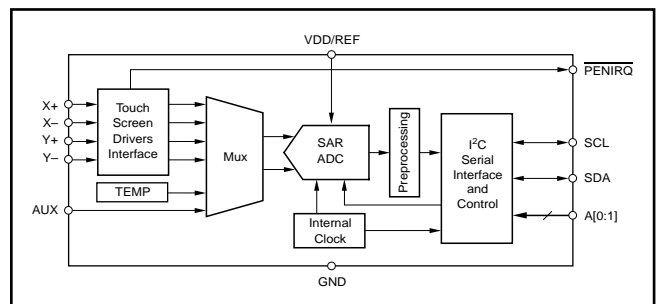 VDD/REF
PENIRQ
X+
X–
Y+
Y–
Touch
Screen
Drivers
Interface
Mux
SAR
ADC
Preprocessing
I²C
Serial
Interface
and
Control
SCL
SDA
A[0:1]
TEMP
AUX
Internal
Clock
GND